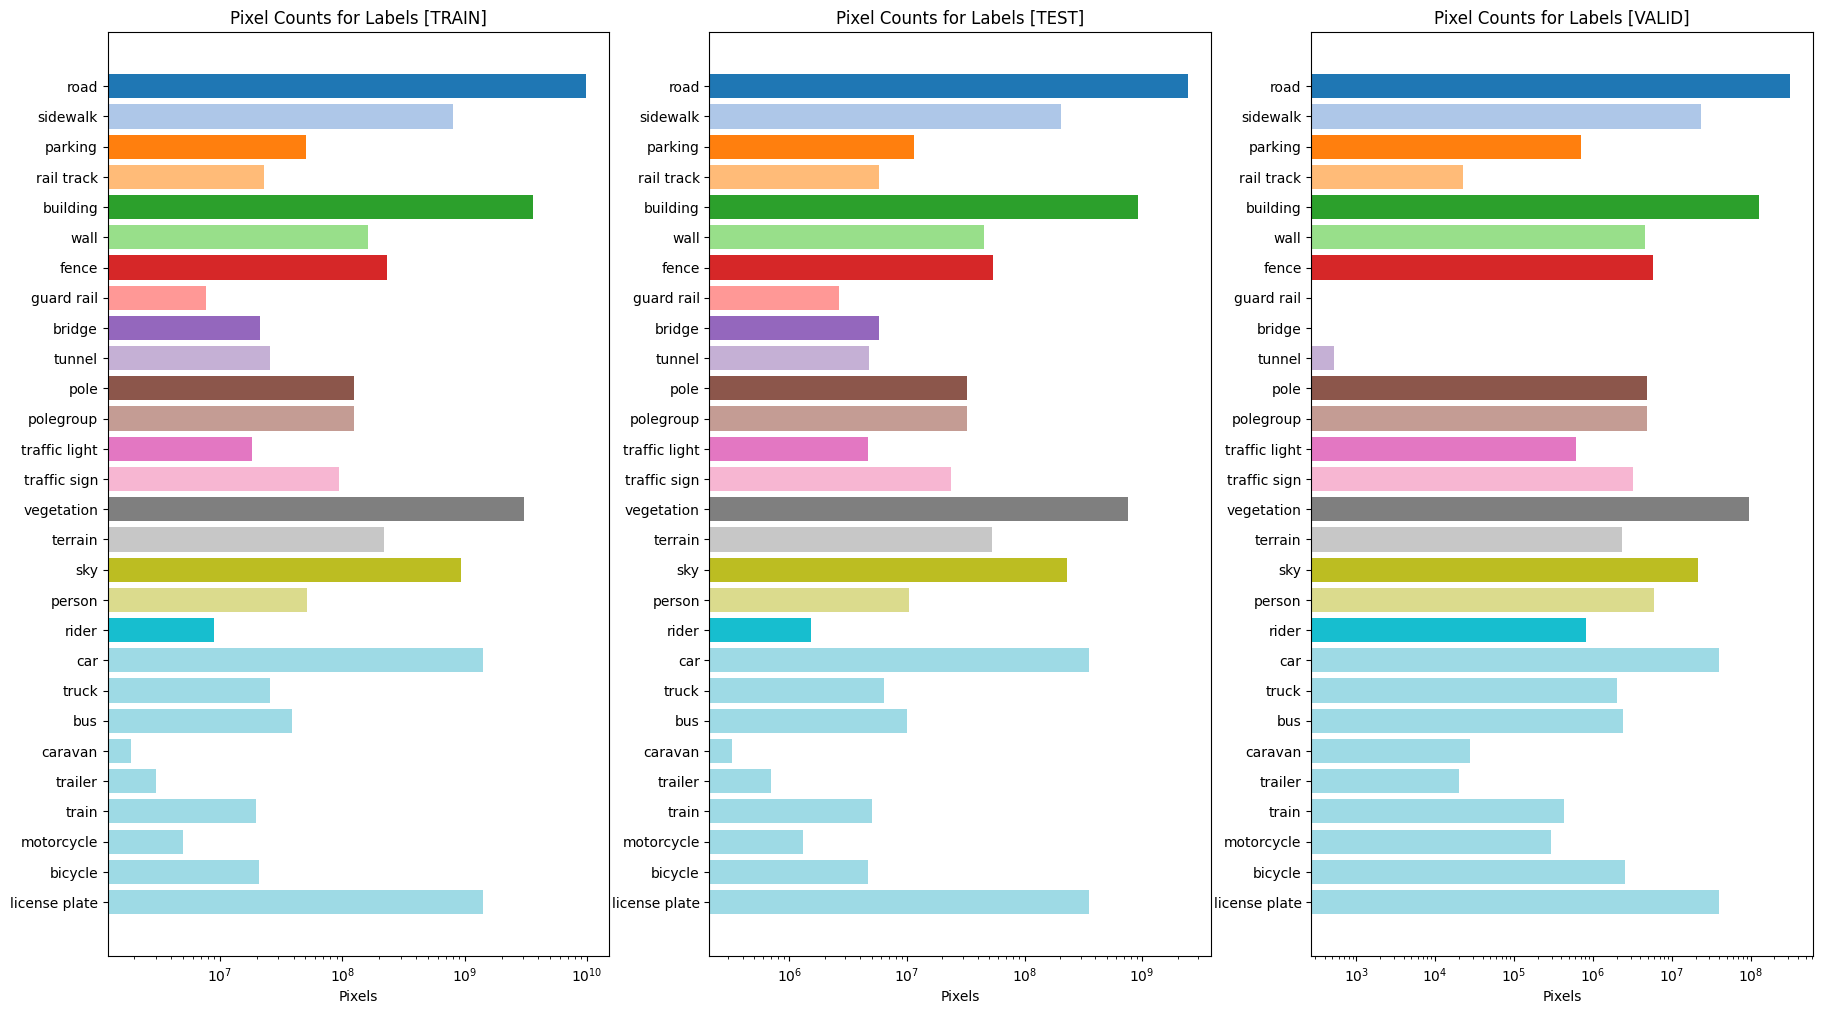 Pixel Counts for Labels [TRAIN]
road
sidewalk
parking
rail track
building
wall
fence
guard rail
bridge
tunnel
pole
polegroup
traffic light
traffic sign
vegetation
terrain
sky
person
rider
car
truck
bus
caravan
trailer
train
motorcycle
bicycle
license plate
10⁷ 10⁸ 10⁹ 10¹⁰
Pixels
Pixel Counts for Labels [TEST]
road
sidewalk
parking
rail track
building
wall
fence
guard rail
bridge
tunnel
pole
polegroup
traffic light
traffic sign
vegetation
terrain
sky
person
rider
car
truck
bus
caravan
trailer
train
motorcycle
bicycle
license plate
10⁶ 10⁷ 10⁸ 10⁹
Pixels
Pixel Counts for Labels [VALID]
road
sidewalk
parking
rail track
building
wall
fence
guard rail
bridge
tunnel
pole
polegroup
traffic light
traffic sign
vegetation
terrain
sky
person
rider
car
truck
bus
caravan
trailer
train
motorcycle
bicycle
license plate
10³ 10⁴ 10⁵ 10⁶ 10⁷ 10⁸
Pixels